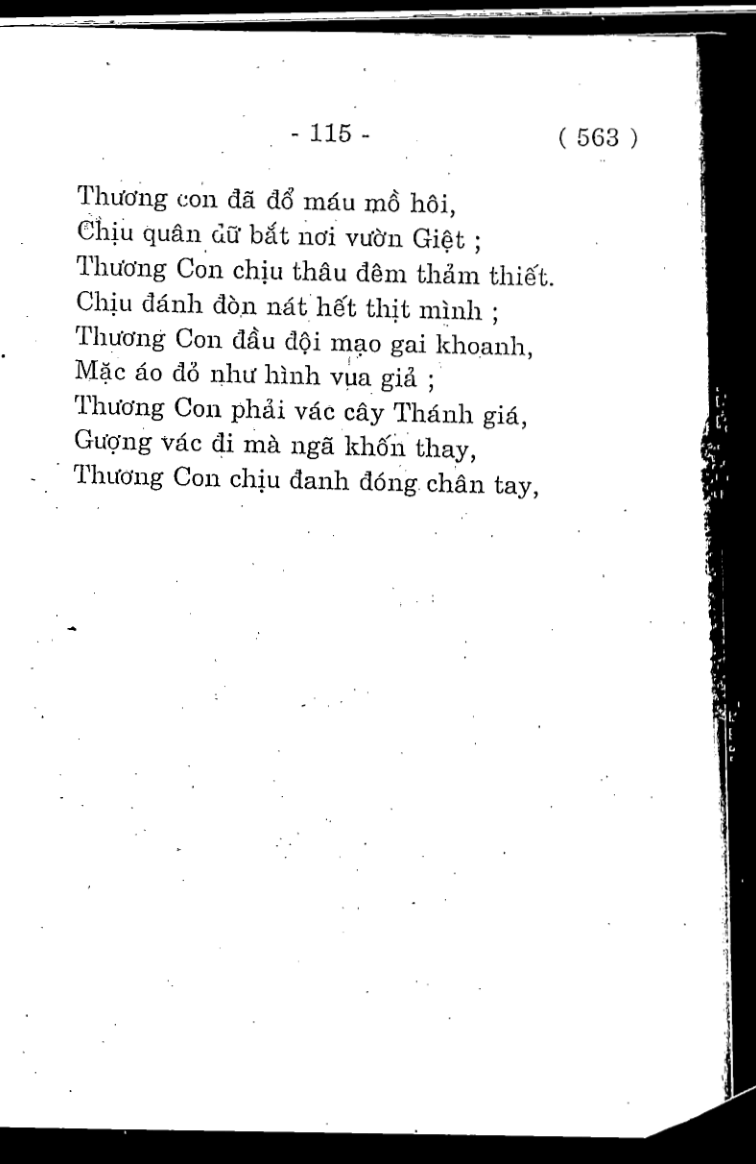 - 115 - ( 563 )
Thương con đã đổ máu mồ hôi,
Chịu quân dữ bắt nơi vườn Giệt ;
Thương Con chịu thâu đêm thảm thiết.
Chịu đánh đòn nát hết thịt mình ;
Thương Con đầu đội mạo gai khoanh,
Mặc áo đỏ như hình vua giả ;
Thương Con phải vác cây Thánh giá,
Gượng vác đi mà ngã khốn thay,
Thương Con chịu đanh đóng chân tay,